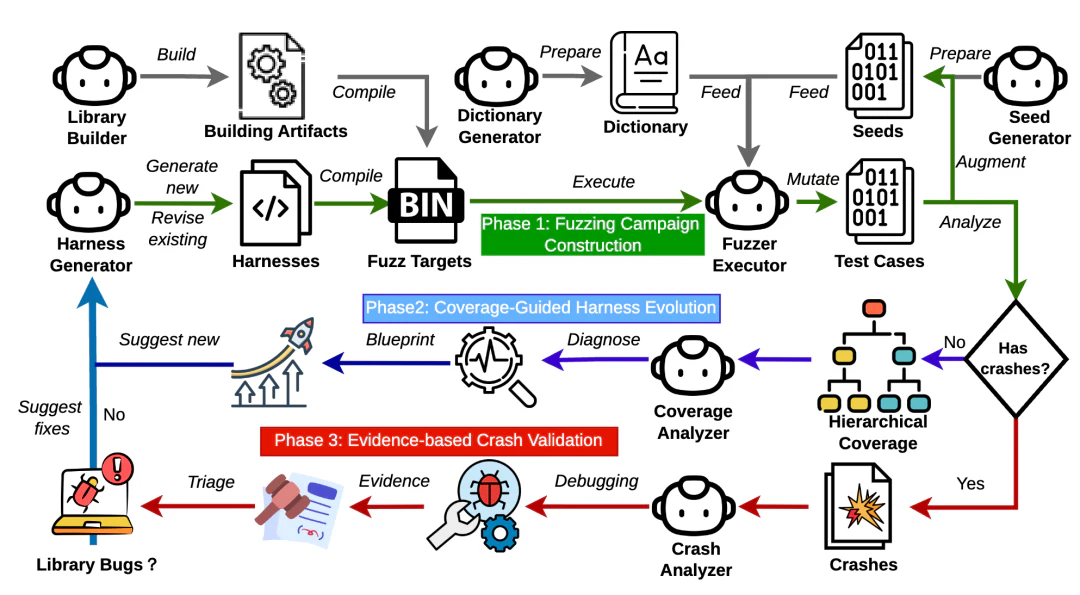 Build
Library
Builder
Building Artifacts
Compile
Dictionary
Generator
Prepare
Aa
Dictionary
Feed
Feed
011
0101
001
Seeds
Prepare
Seed
Generator
Augment
Harness
Generator
Generate
new
Revise
existing
</>
Harnesses
Compile
BIN
Fuzz Targets
Execute
Phase 1: Fuzzing Campaign
Construction
Fuzzer
Executor
Mutate
011
0101
001
Test Cases
Analyze
Has
crashes?
No
Hierarchical
Coverage
Phase2: Coverage-Guided Harness Evolution
Coverage
Analyzer
Diagnose
Blueprint
Suggest new
Suggest
fixes
No
Phase 3: Evidence-based Crash Validation
Yes
Crashes
Crash
Analyzer
Debugging
Evidence
Triage
!
Library Bugs ?